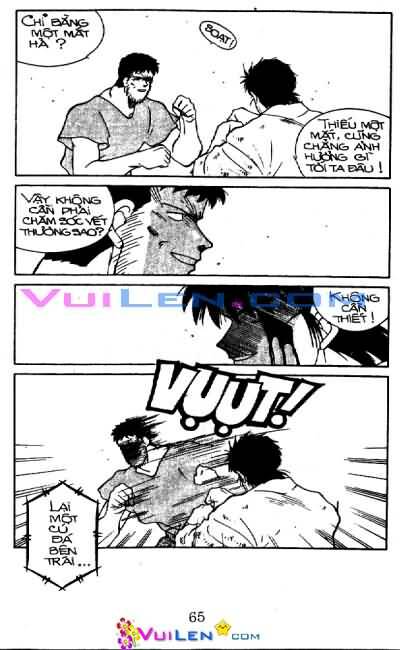 CHỈ BẰNG
MỘT MẮT
HẢ ?
SOẠT!
THIẾU MỘT
MẮT, CŨNG
CHẲNG ẢNH
HƯỞNG GÌ
TỚI TA ĐÂU !
VẬY KHÔNG
CẦN PHẢI
CHĂM SÓC VẾT
THƯƠNG SAO?
VUILEN.COM
KHÔNG
CẦN
THIẾT !
VỤỤT!
LẠI
MỘT
CÚ
ĐÁ
BÊN
TRÁI ...
65
VUILEN.COM